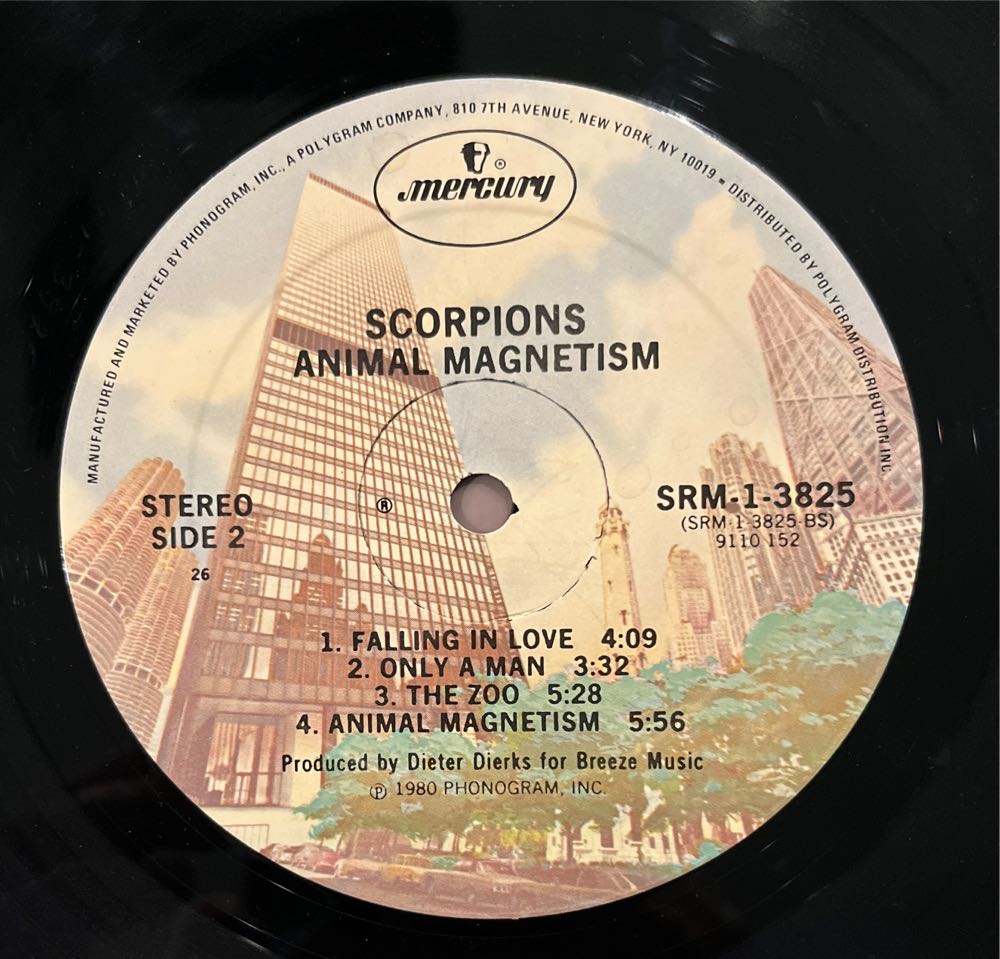 MANUFACTURED AND MARKETED BY PHONOGRAM, INC., A POLYGRAM COMPANY, 810 7TH AVENUE, NEW YORK, NY 10019 • DISTRIBUTED BY POLYGRAM DISTRIBUTION INC
mercury ®
SCORPIONS
ANIMAL MAGNETISM
®
STEREO
SIDE 2
26
SRM-1-3825
(SRM-1-3825-BS)
9110 152
1. FALLING IN LOVE 4:09
2. ONLY A MAN 3:32
3. THE ZOO 5:28
4. ANIMAL MAGNETISM 5:56
Produced by Dieter Dierks for Breeze Music
℗ 1980 PHONOGRAM, INC.